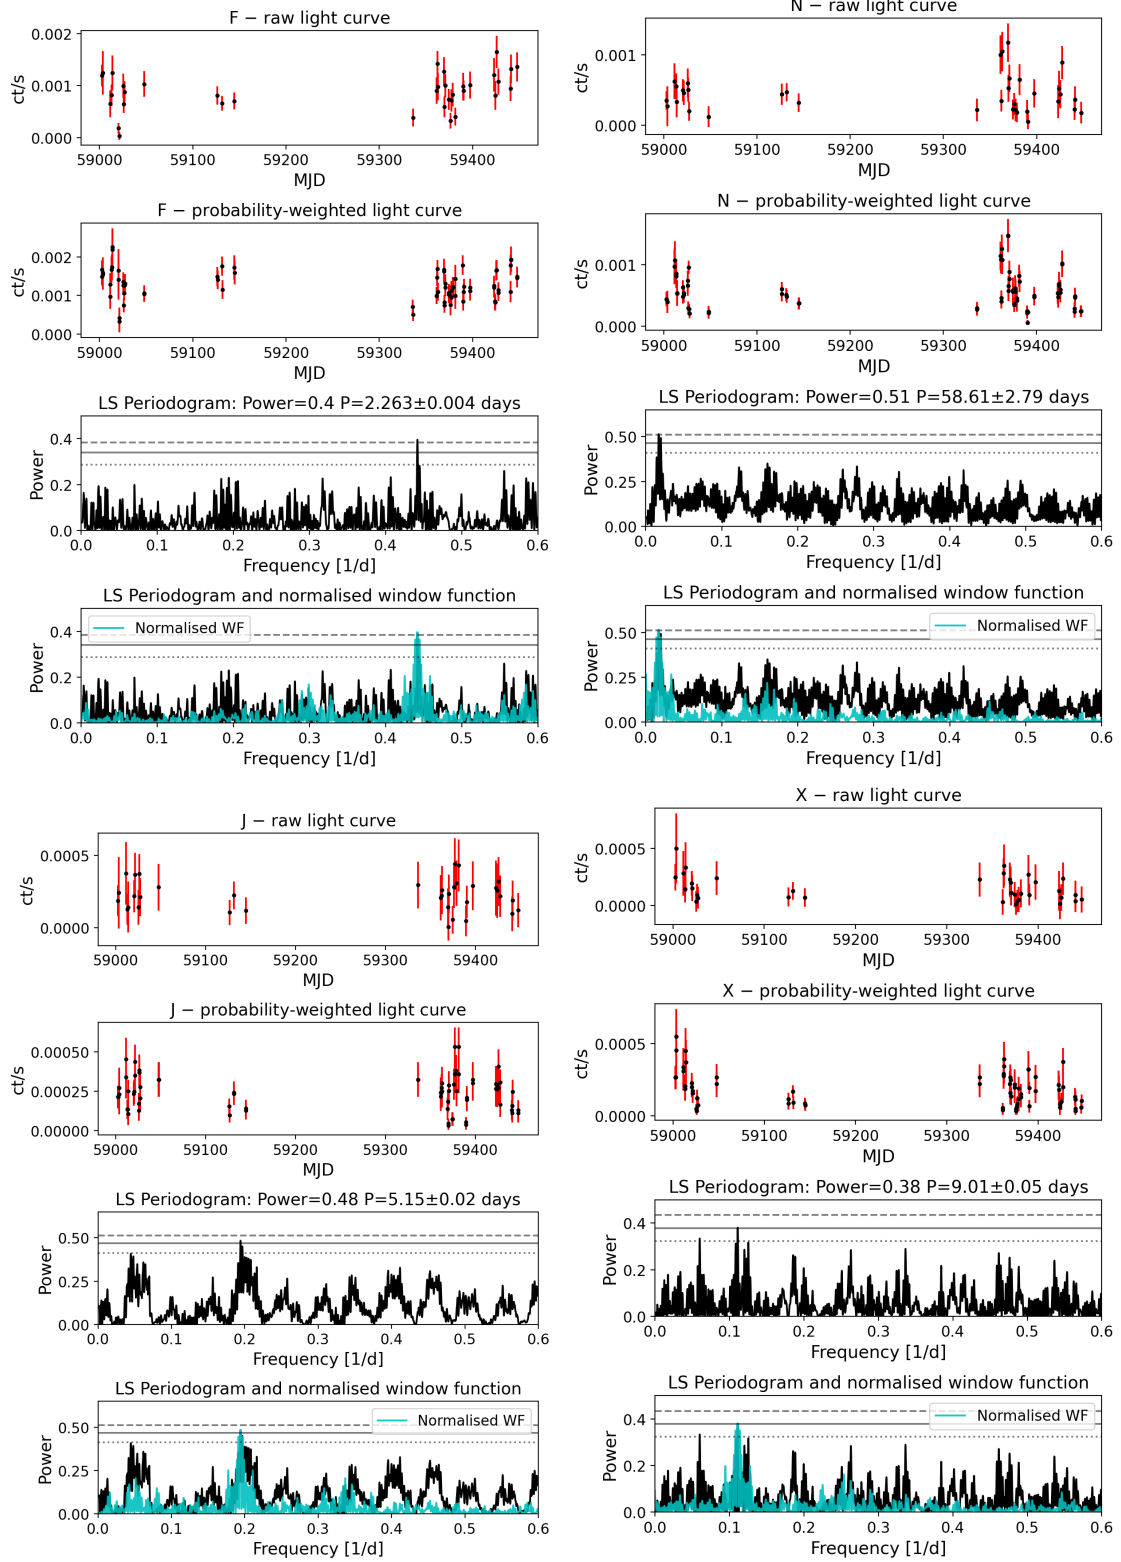 F − raw light curve
0.002
0.001
0.000
ct/s
59000 59100 59200 59300 59400
MJD
F − probability-weighted light curve
0.002
0.001
0.000
ct/s
59000 59100 59200 59300 59400
MJD
LS Periodogram: Power=0.4 P=2.263±0.004 days
0.4
0.2
0.0
Power
0.0 0.1 0.2 0.3 0.4 0.5 0.6
Frequency [1/d]
LS Periodogram and normalised window function
Normalised WF
0.4
0.2
0.0
Power
0.0 0.1 0.2 0.3 0.4 0.5 0.6
Frequency [1/d]
N − raw light curve
0.001
0.000
ct/s
59000 59100 59200 59300 59400
MJD
N − probability-weighted light curve
0.001
0.000
ct/s
59000 59100 59200 59300 59400
MJD
LS Periodogram: Power=0.51 P=58.61±2.79 days
0.50
0.25
0.00
Power
0.0 0.1 0.2 0.3 0.4 0.5 0.6
Frequency [1/d]
LS Periodogram and normalised window function
Normalised WF
0.50
0.25
0.00
Power
0.0 0.1 0.2 0.3 0.4 0.5 0.6
Frequency [1/d]
J − raw light curve
0.0005
0.0000
ct/s
59000 59100 59200 59300 59400
MJD
J − probability-weighted light curve
0.00050
0.00025
0.00000
ct/s
59000 59100 59200 59300 59400
MJD
LS Periodogram: Power=0.48 P=5.15±0.02 days
0.50
0.25
0.00
Power
0.0 0.1 0.2 0.3 0.4 0.5 0.6
Frequency [1/d]
LS Periodogram and normalised window function
Normalised WF
0.50
0.25
0.00
Power
0.0 0.1 0.2 0.3 0.4 0.5 0.6
Frequency [1/d]
X − raw light curve
0.0005
0.0000
ct/s
59000 59100 59200 59300 59400
MJD
X − probability-weighted light curve
0.0005
0.0000
ct/s
59000 59100 59200 59300 59400
MJD
LS Periodogram: Power=0.38 P=9.01±0.05 days
0.4
0.2
0.0
Power
0.0 0.1 0.2 0.3 0.4 0.5 0.6
Frequency [1/d]
LS Periodogram and normalised window function
Normalised WF
0.4
0.2
0.0
Power
0.0 0.1 0.2 0.3 0.4 0.5 0.6
Frequency [1/d]